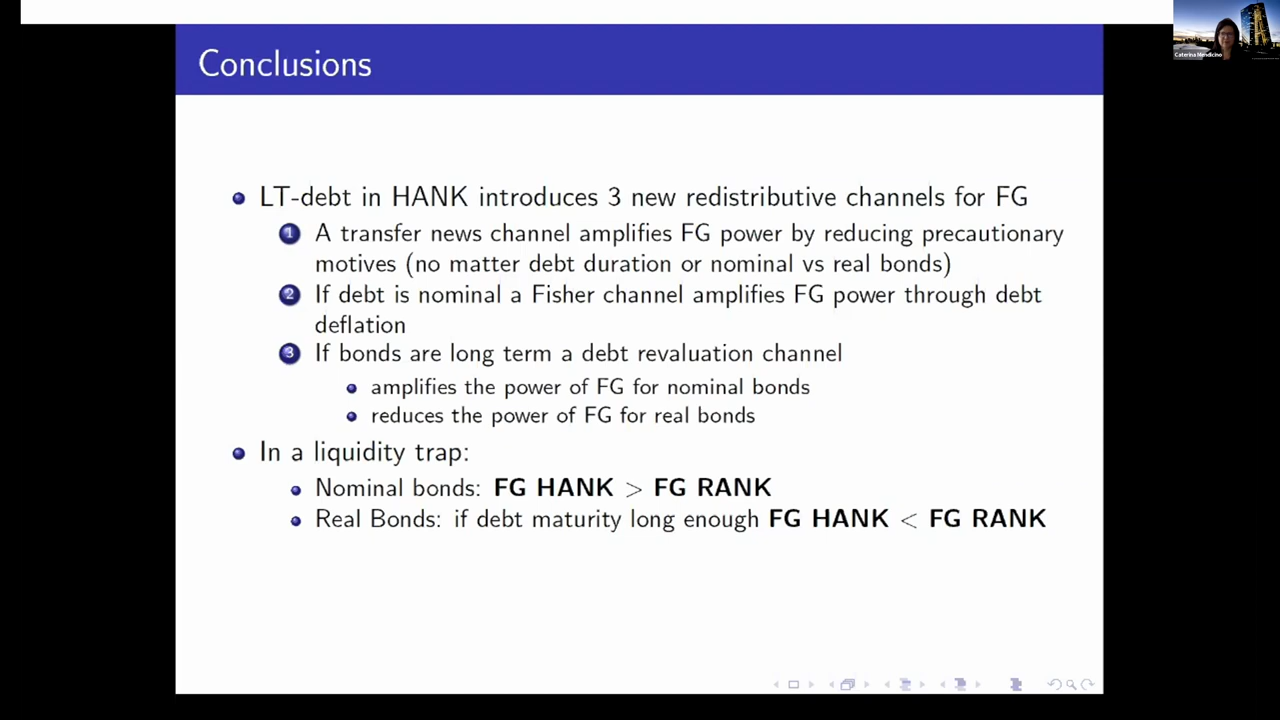 Conclusions
Caterina Mendicino
LT-debt in HANK introduces 3 new redistributive channels for FG
1 A transfer news channel amplifies FG power by reducing precautionary
motives (no matter debt duration or nominal vs real bonds)
2 If debt is nominal a Fisher channel amplifies FG power through debt
deflation
3 If bonds are long term a debt revaluation channel
amplifies the power of FG for nominal bonds
reduces the power of FG for real bonds
In a liquidity trap:
Nominal bonds: FG HANK > FG RANK
Real Bonds: if debt maturity long enough FG HANK < FG RANK